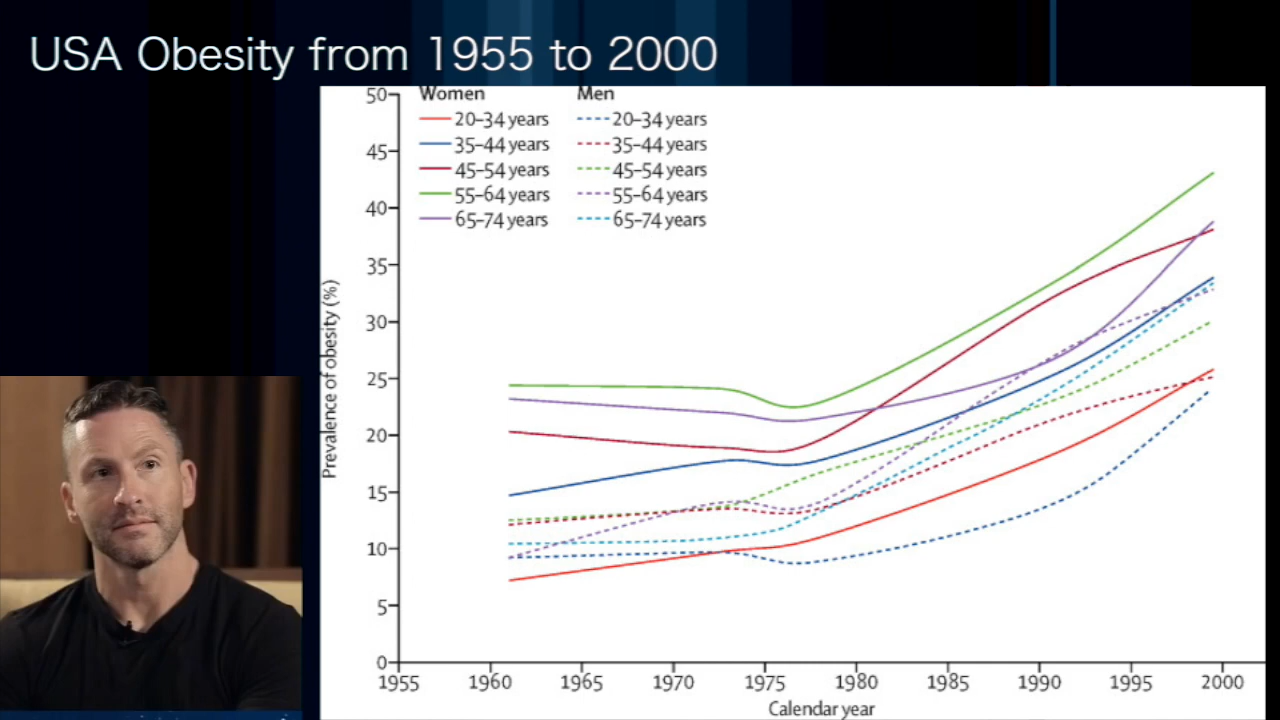 USA Obesity from 1955 to 2000
Women Men
20–34 years 20–34 years
35–44 years 35–44 years
45–54 years 45–54 years
55–64 years 55–64 years
65–74 years 65–74 years
Prevalence of obesity (%)
50
45
40
35
30
25
20
15
10
5
0
1955 1960 1965 1970 1975 1980 1985 1990 1995 2000
Calendar year